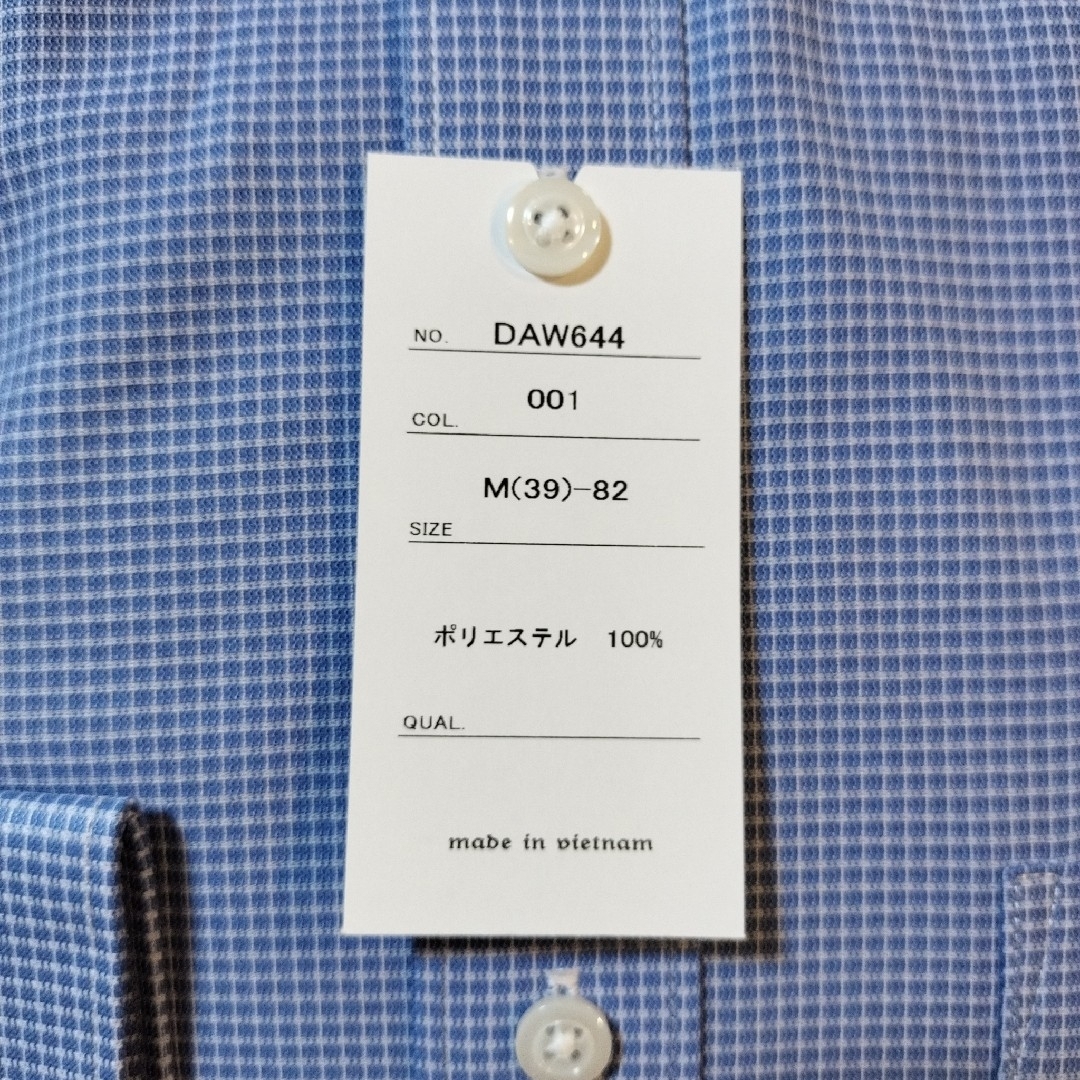 NO. DAW644
COL. 001
M(39)-82
SIZE
ポリエステル 100%
QUAL.
made in vietnam